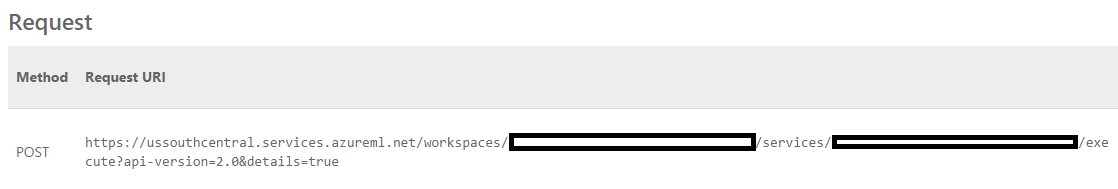 Request
Method Request URI
POST https://ussouthcentral.services.azureml.net/workspaces/ /services/ /exe
cute?api-version=2.0&details=true